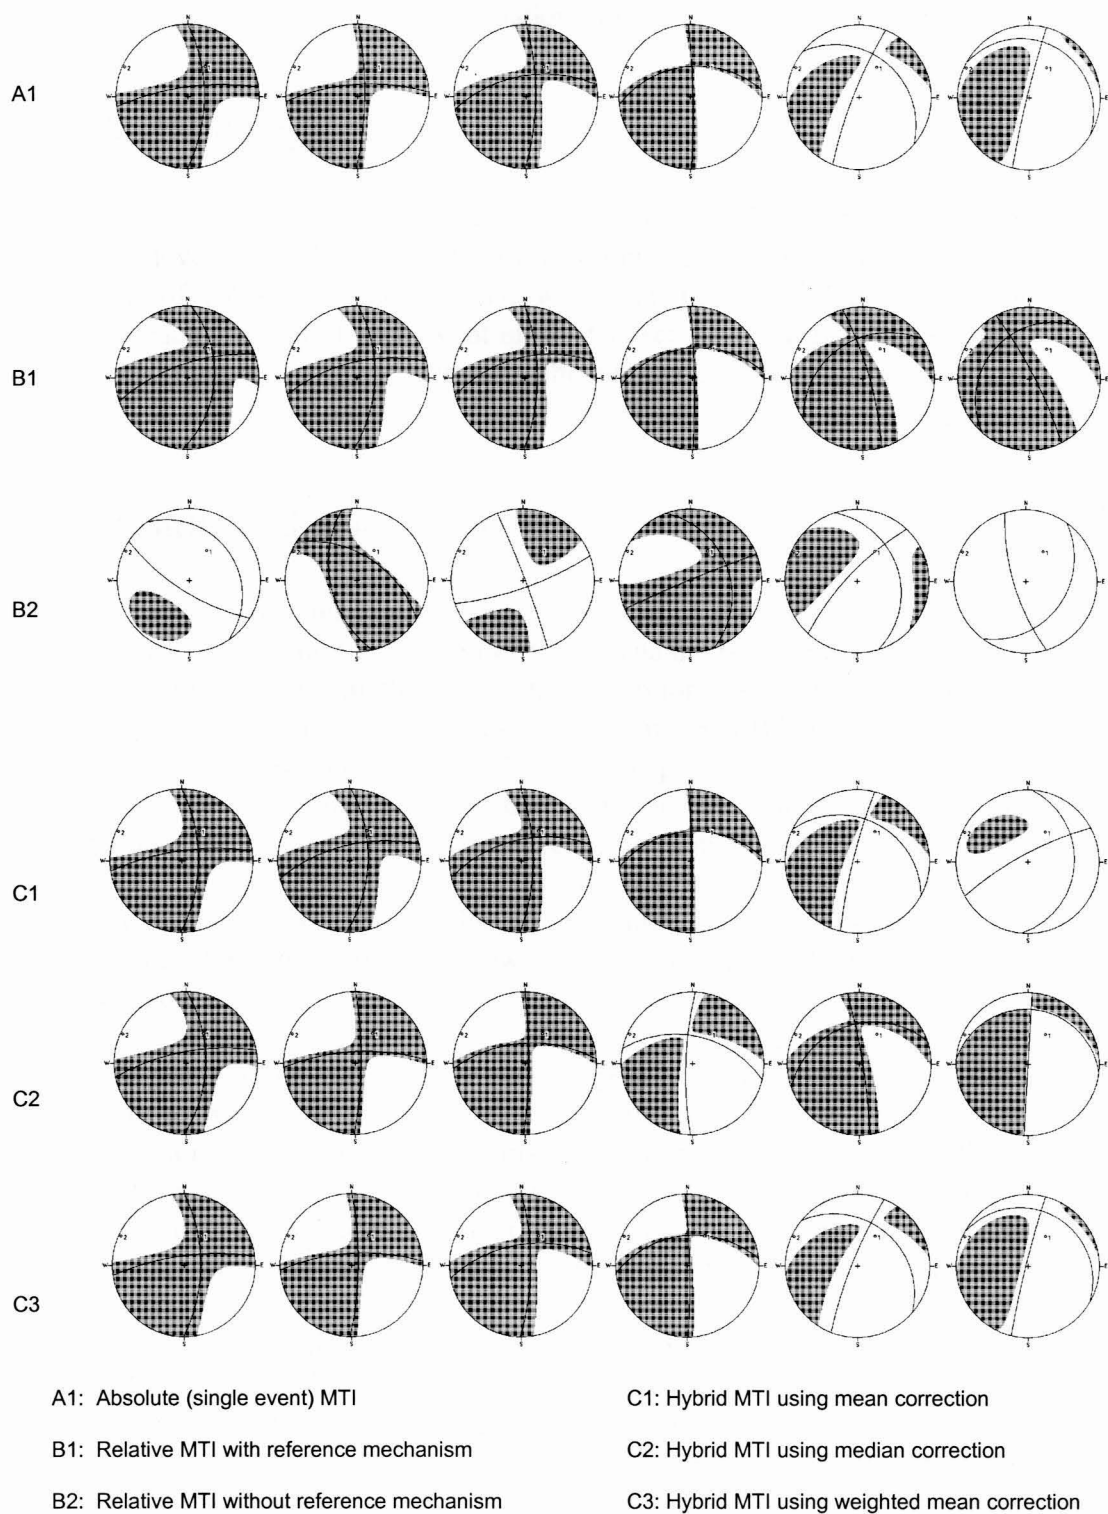 A1
B1
B2
C1
C2
C3
A1: Absolute (single event) MTI
B1: Relative MTI with reference mechanism
B2: Relative MTI without reference mechanism
C1: Hybrid MTI using mean correction
C2: Hybrid MTI using median correction
C3: Hybrid MTI using weighted mean correction